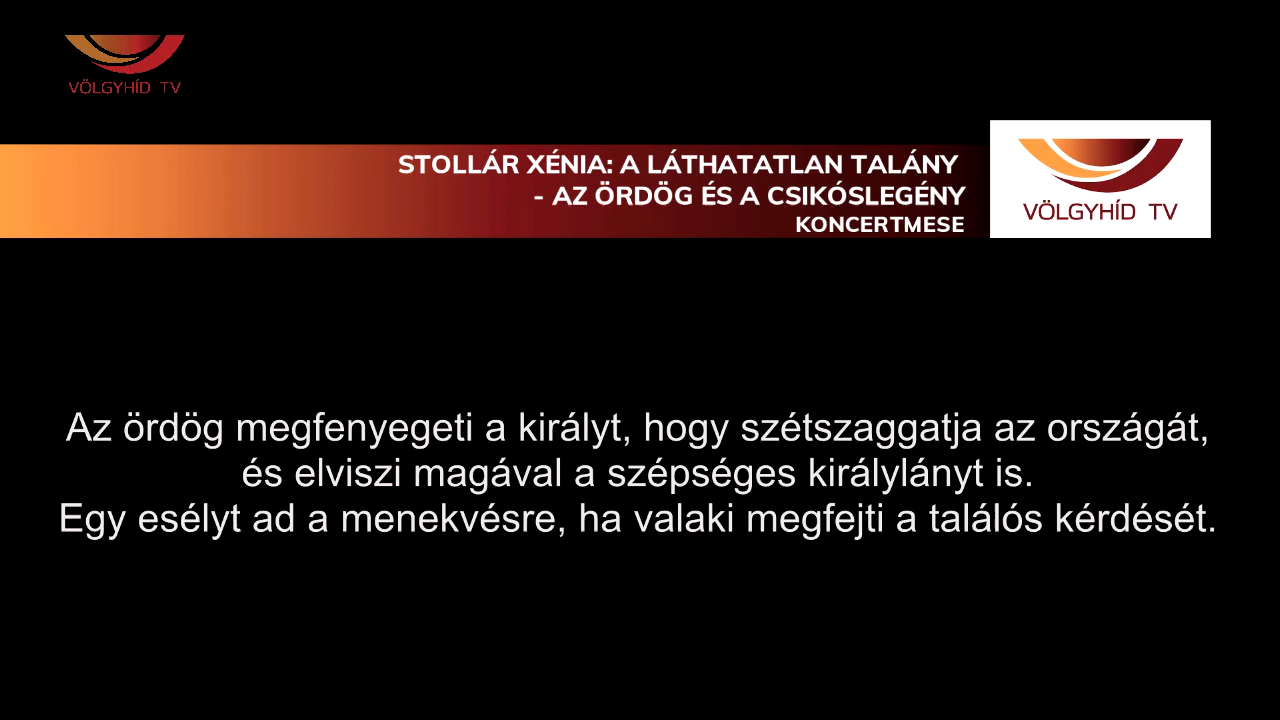 VÖLGYHÍD TV
STOLLÁR XÉNIA: A LÁTHATATLAN TALÁNY
- AZ ÖRDÖG ÉS A CSIKÓSLEGÉNY
KONCERTMESE
VÖLGYHÍD TV
Az ördög megfenyegeti a királyt, hogy szétszaggatja az országát,
és elviszi magával a szépséges királylányt is.
Egy esélyt ad a menekvésre, ha valaki megfejti a találós kérdését.